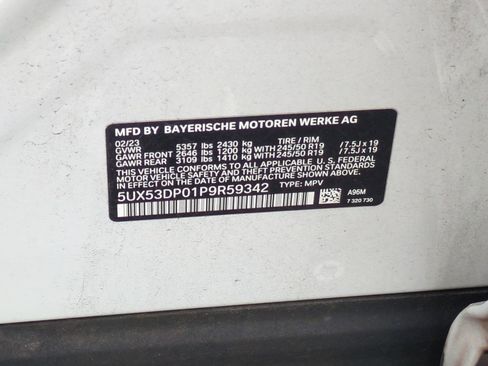 MFD BY BAYERISCHE MOTOREN WERKE AG
02/23 TIRE / RIM
GVWR 5357 lbs 2430 kg
GAWR FRONT 2646 lbs 1200 kg WITH 245/50 R19 /7.5J x 19
GAWR REAR 3109 lbs 1410 kg WITH 245/50 R19 /7.5J x 19
THIS VEHICLE CONFORMS TO ALL APPLICABLE U.S. FEDERAL
MOTOR VEHICLE SAFETY AND THEFT PREVENTION STANDARDS IN
EFFECT ON THE DATE OF MANUFACTURE SHOWN ABOVE.
5UX53DP01P9R59342 TYPE: MPV
A96M
7 320 730